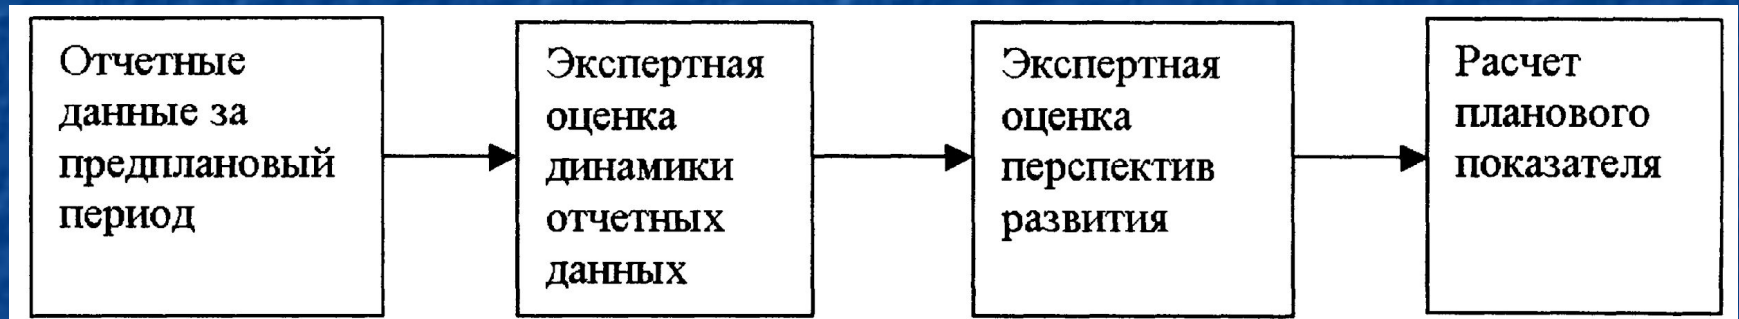 Отчетные
данные за
предплановый
период
Экспертная
оценка
динамики
отчетных
данных
Экспертная
оценка
перспектив
развития
Расчет
планового
показателя